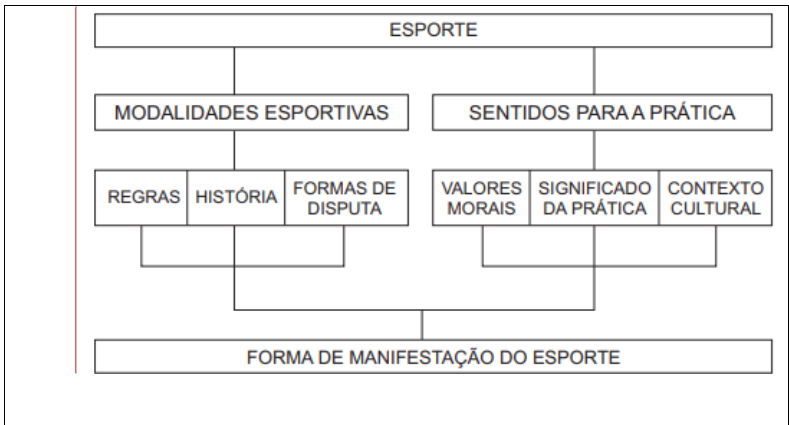 ESPORTE
MODALIDADES ESPORTIVAS
SENTIDOS PARA A PRÁTICA
REGRAS
HISTÓRIA
FORMAS DE
DISPUTA
VALORES
MORAIS
SIGNIFICADO
DA PRÁTICA
CONTEXTO
CULTURAL
FORMA DE MANIFESTAÇÃO DO ESPORTE